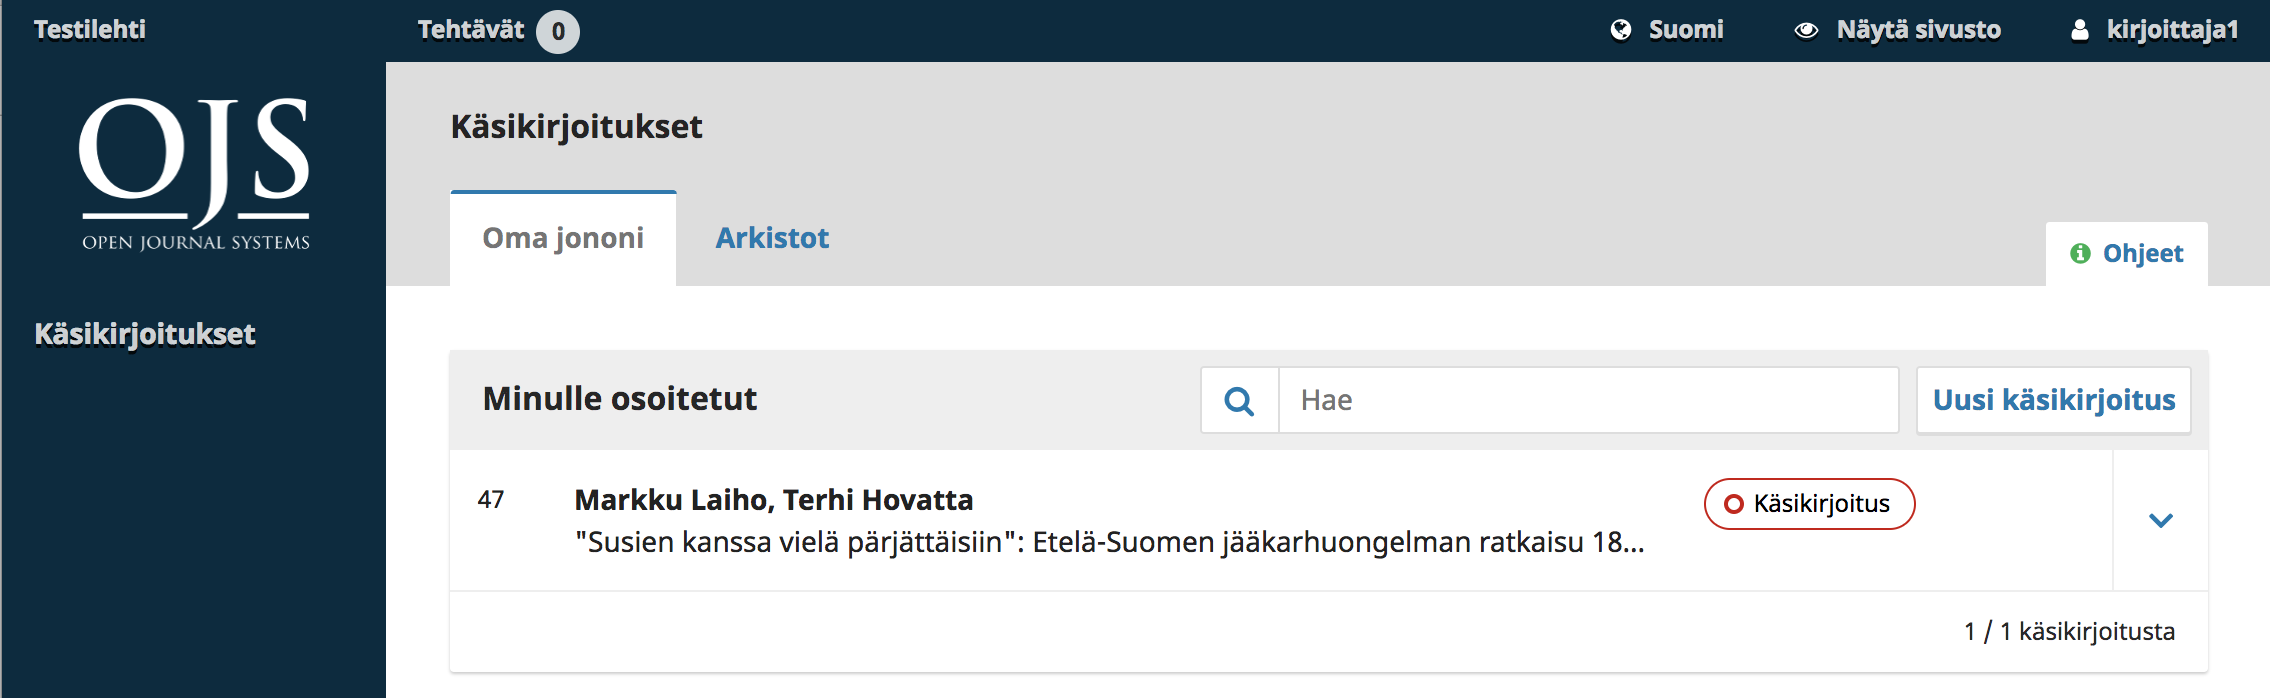 Testilehti
Tehtävät 0
Suomi
Näytä sivusto
kirjoittaja1
OJS
OPEN JOURNAL SYSTEMS
Käsikirjoitukset
Käsikirjoitukset
Oma jononi
Arkistot
Ohjeet
Minulle osoitetut
Hae
Uusi käsikirjoitus
47
Markku Laiho, Terhi Hovatta
"Susien kanssa vielä pärjättäisiin": Etelä-Suomen jääkarhuongelman ratkaisu 18...
Käsikirjoitus
1 / 1 käsikirjoitusta